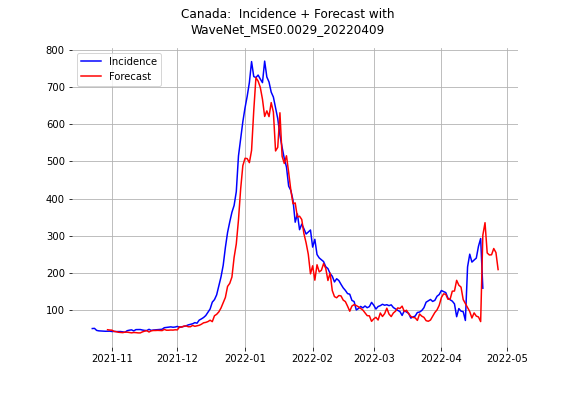 Canada:  Incidence + Forecast with
WaveNet_MSE0.0029_20220409
Incidence
Forecast
800
700
600
500
400
300
200
100
2021-11 2021-12 2022-01 2022-02 2022-03 2022-04 2022-05